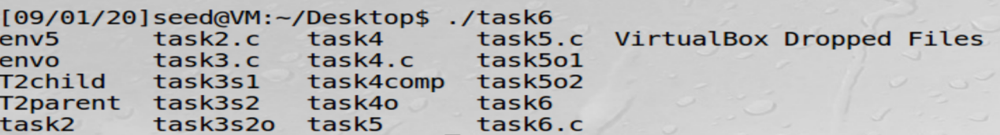 [09/01/20]seed@VM:~/Desktop$ ./task6
env5 task2.c task4 task5.c VirtualBox Dropped Files
envo task3.c task4.c task5o1
T2child task3s1 task4comp task5o2
T2parent task3s2 task4o task6
task2 task3s2o task5 task6.c